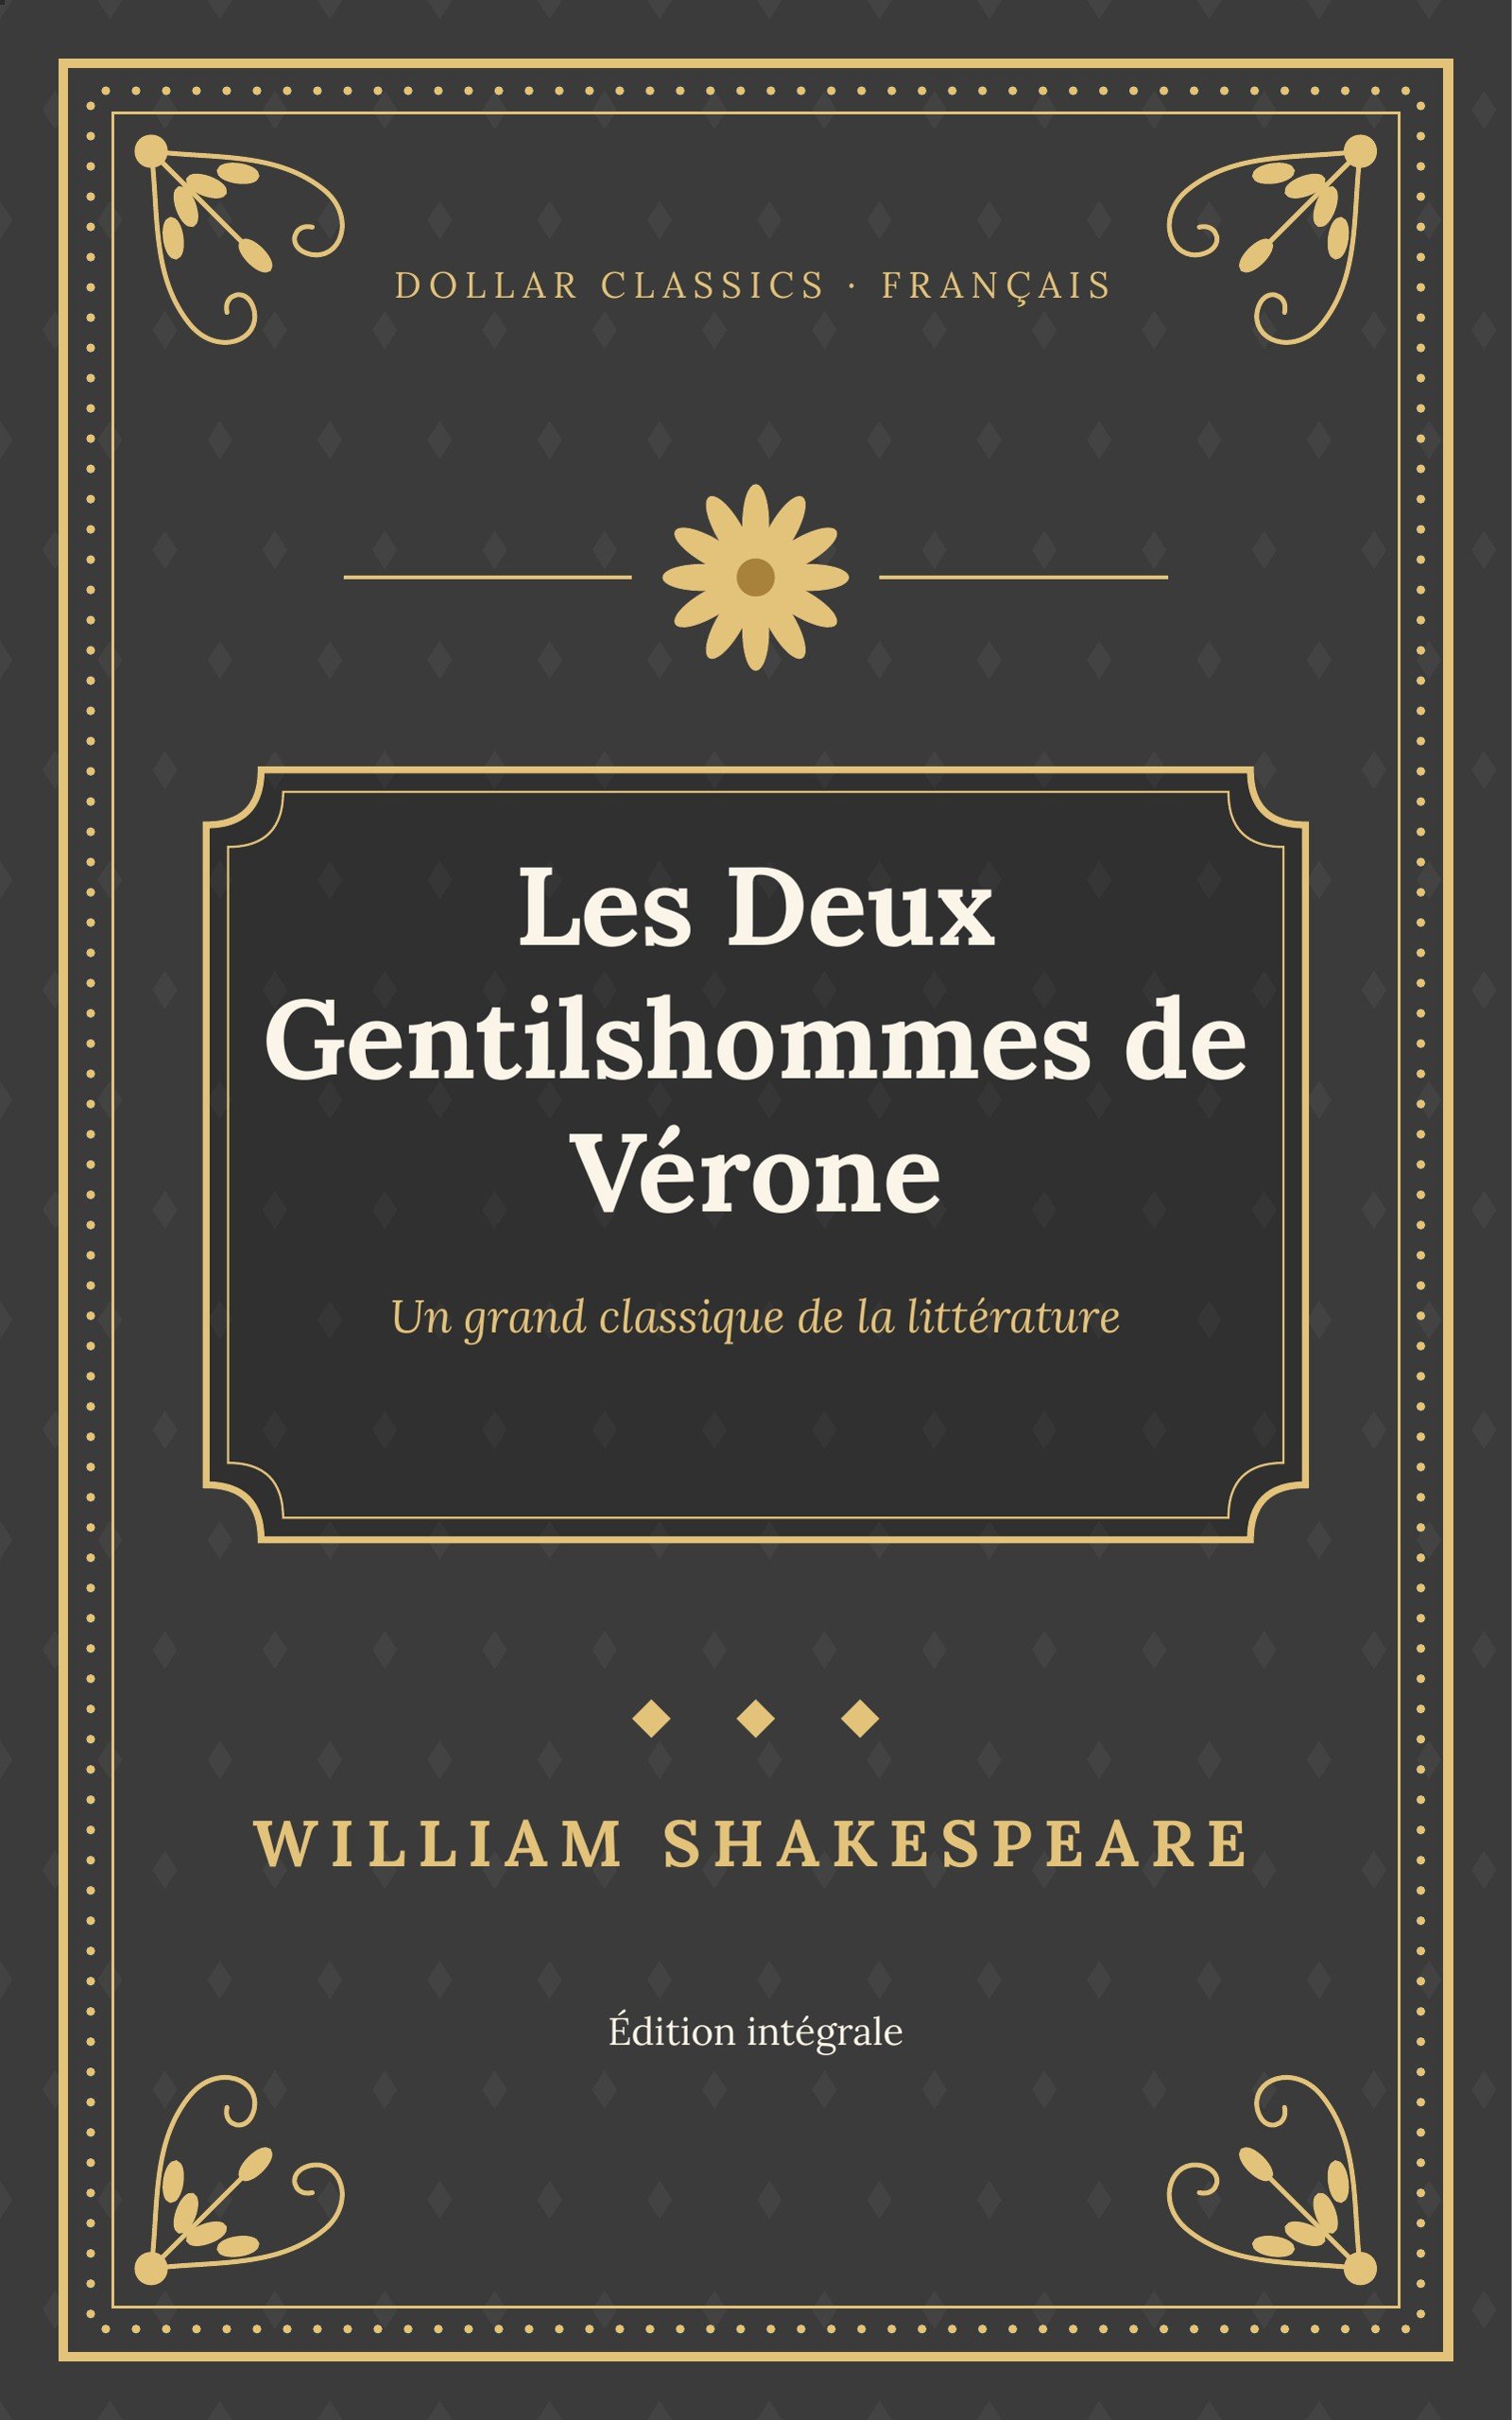 DOLLAR CLASSICS · FRANÇAIS
Les Deux
Gentilshommes de
Vérone
Un grand classique de la littérature
WILLIAM SHAKESPEARE
Édition intégrale